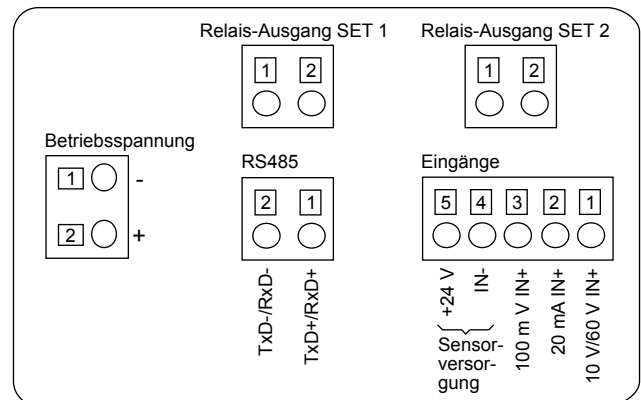 Relais-Ausgang SET 1
Relais-Ausgang SET 2
1 2
1 2
Betriebsspannung
1 -
2 +
RS485
2 1
TxD-/RxD-
TxD+/RxD+
Eingänge
5 4 3 2 1
+24 V
IN-
100 m V IN+
20 mA IN+
10 V/60 V IN+
Sensor-
versor-
gung